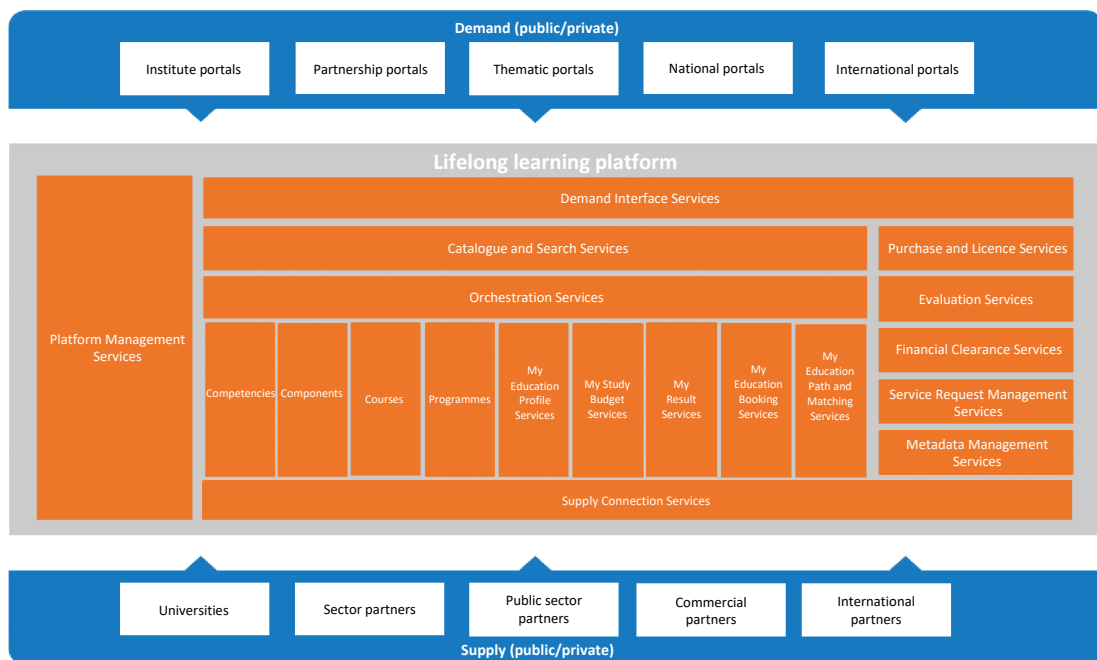 Demand (public/private)
Institute portals
Partnership portals
Thematic portals
National portals
International portals
Lifelong learning platform
Platform Management
Services
Demand Interface Services
Catalogue and Search Services
Purchase and Licence Services
Orchestration Services
Evaluation Services
Competencies
Components
Courses
Programmes
My
Education
Profile
Services
My Study
Budget
Services
My
Result
Services
My
Education
Booking
Services
My
Education
Path and
Matching
Services
Financial Clearance Services
Service Request Management
Services
Metadata Management
Services
Supply Connection Services
Universities
Sector partners
Public sector
partners
Commercial
partners
International
partners
Supply (public/private)